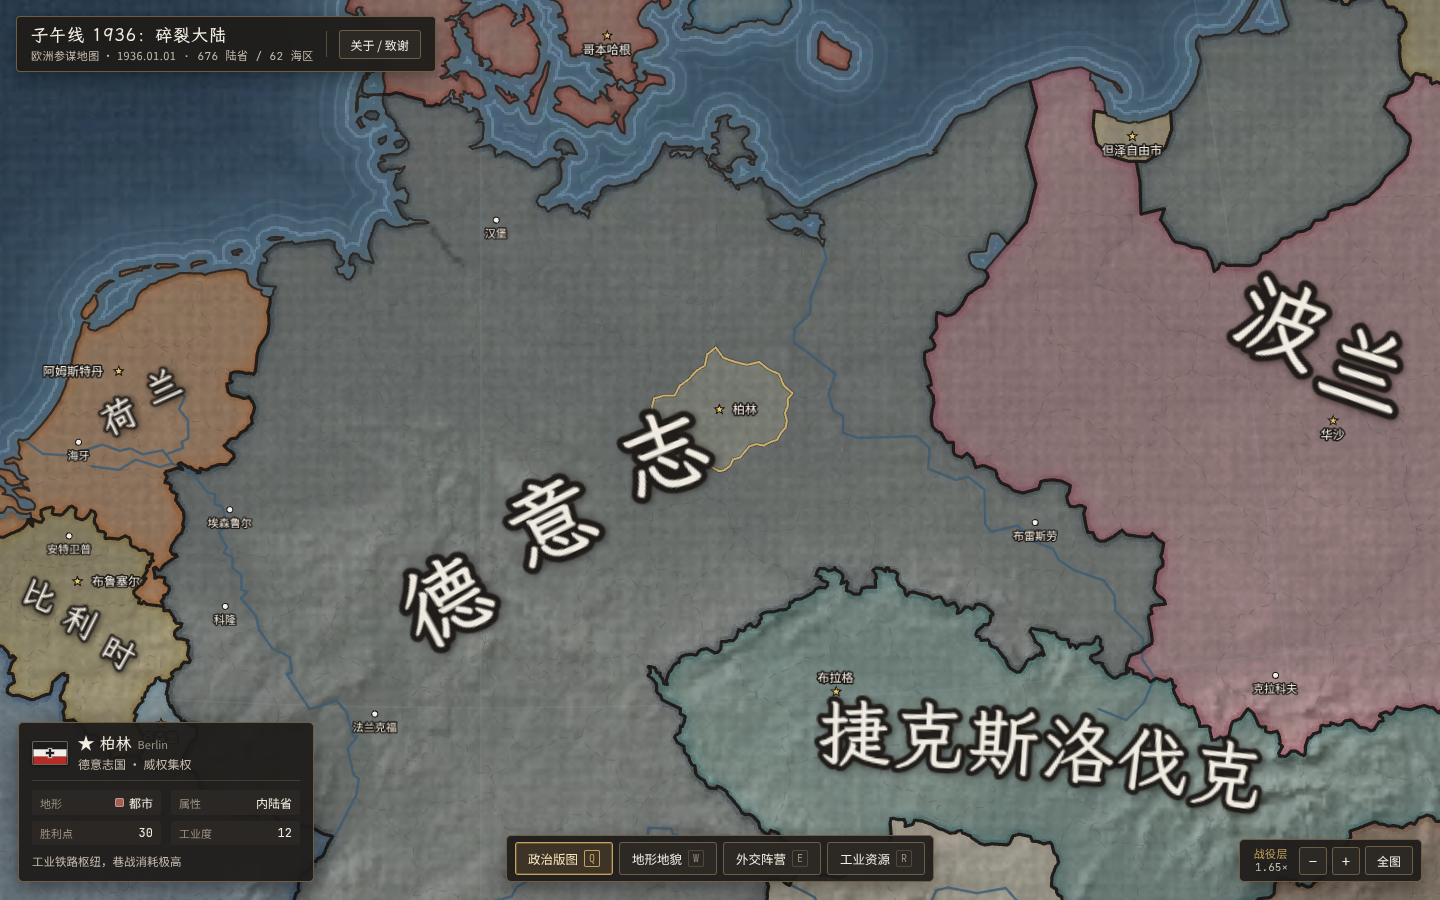 子午线 1936：碎裂大陆
欧洲参谋地图 · 1936.01.01 · 676 陆省 / 62 海区
关于 / 致谢
哥本哈根
但泽自由市
汉堡
波兰
阿姆斯特丹
荷兰
柏林
华沙
海牙
德意志
埃森鲁尔
布雷斯劳
安特卫普
布鲁塞尔
比利时
科隆
布拉格
克拉科夫
法兰克福
捷克斯洛伐克
★ 柏林 Berlin
德意志国 · 威权集权
地形 都市
属性 内陆省
胜利点 30
工业度 12
工业铁路枢纽，巷战消耗极高
政治版图 Q
地形地貌 W
外交阵营 E
工业资源 R
战役层
1.65×
−
+
全图